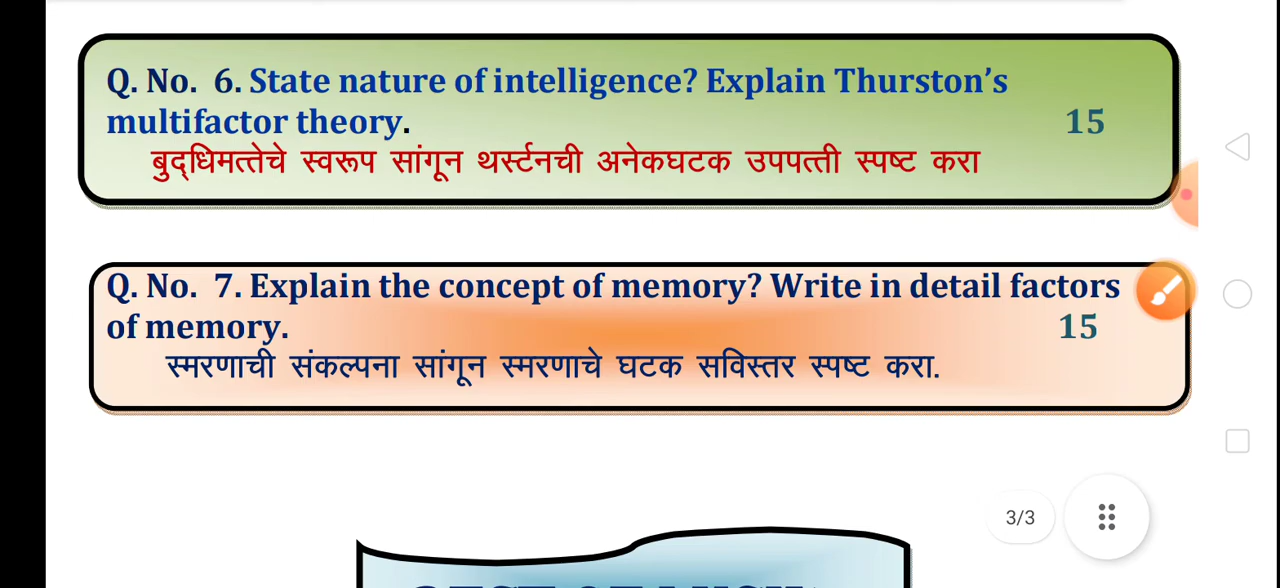 Q. No. 6. State nature of intelligence? Explain Thurston’s
multifactor theory. 15
बुद्धिमत्तेचे स्वरूप सांगून थर्स्टनची अनेकघटक उपपत्ती स्पष्ट करा
Q. No. 7. Explain the concept of memory? Write in detail factors
of memory. 15
स्मरणाची संकल्पना सांगून स्मरणाचे घटक सविस्तर स्पष्ट करा.
3/3